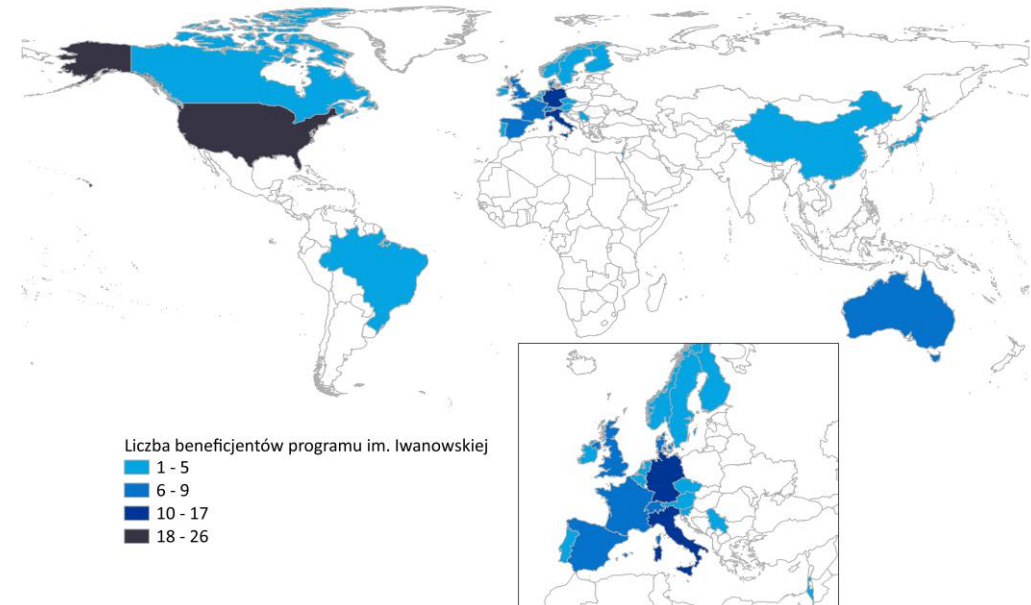 Liczba beneficjentów programu im. Iwanowskiej
1 - 5
6 - 9
10 - 17
18 - 26